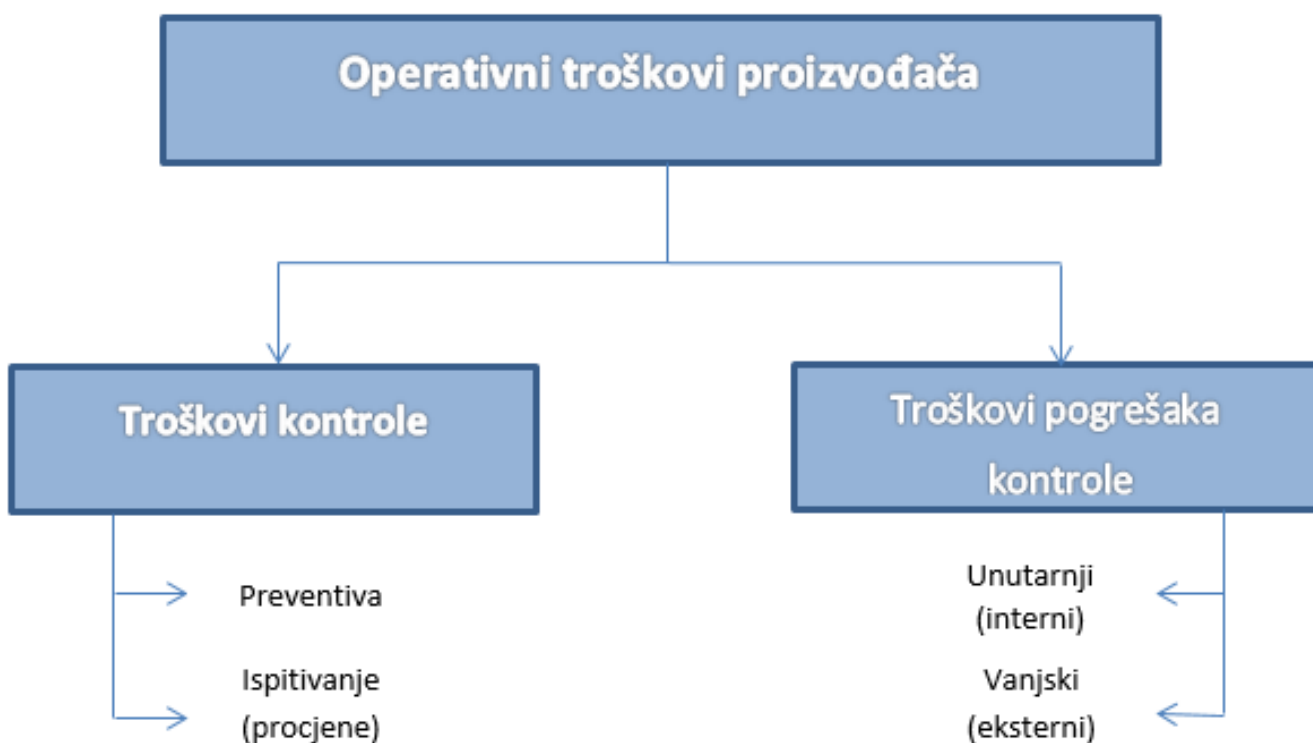 Operativni troškovi proizvođača
Troškovi kontrole
Troškovi pogrešaka
kontrole
Preventiva
Ispitivanje
(procjene)
Unutarnji
(interni)
Vanjski
(eksterni)